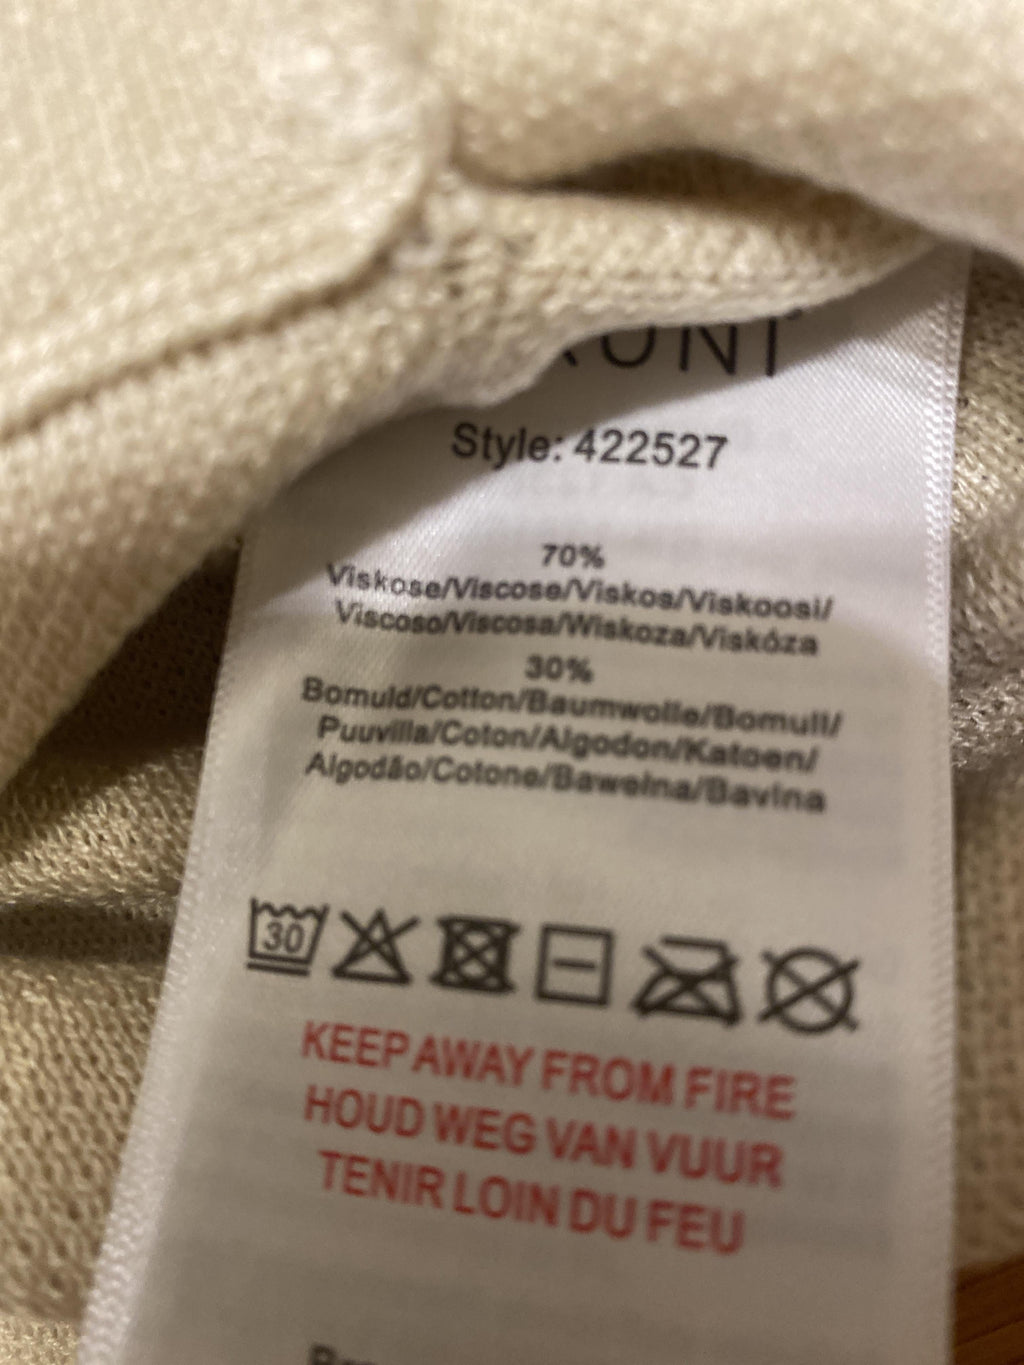 Style: 422527
70%
Viskose/Viscose/Viskos/Viskoosi/
Viscoso/Viscosa/Wiskoza/Viskóza
30%
Bomuld/Cotton/Baumwolle/Bomull/
Puuvilla/Coton/Algodon/Katoen/
Algodão/Cotone/Bawelna/Bavlna
30
KEEP AWAY FROM FIRE
HOUD WEG VAN VUUR
TENIR LOIN DU FEU